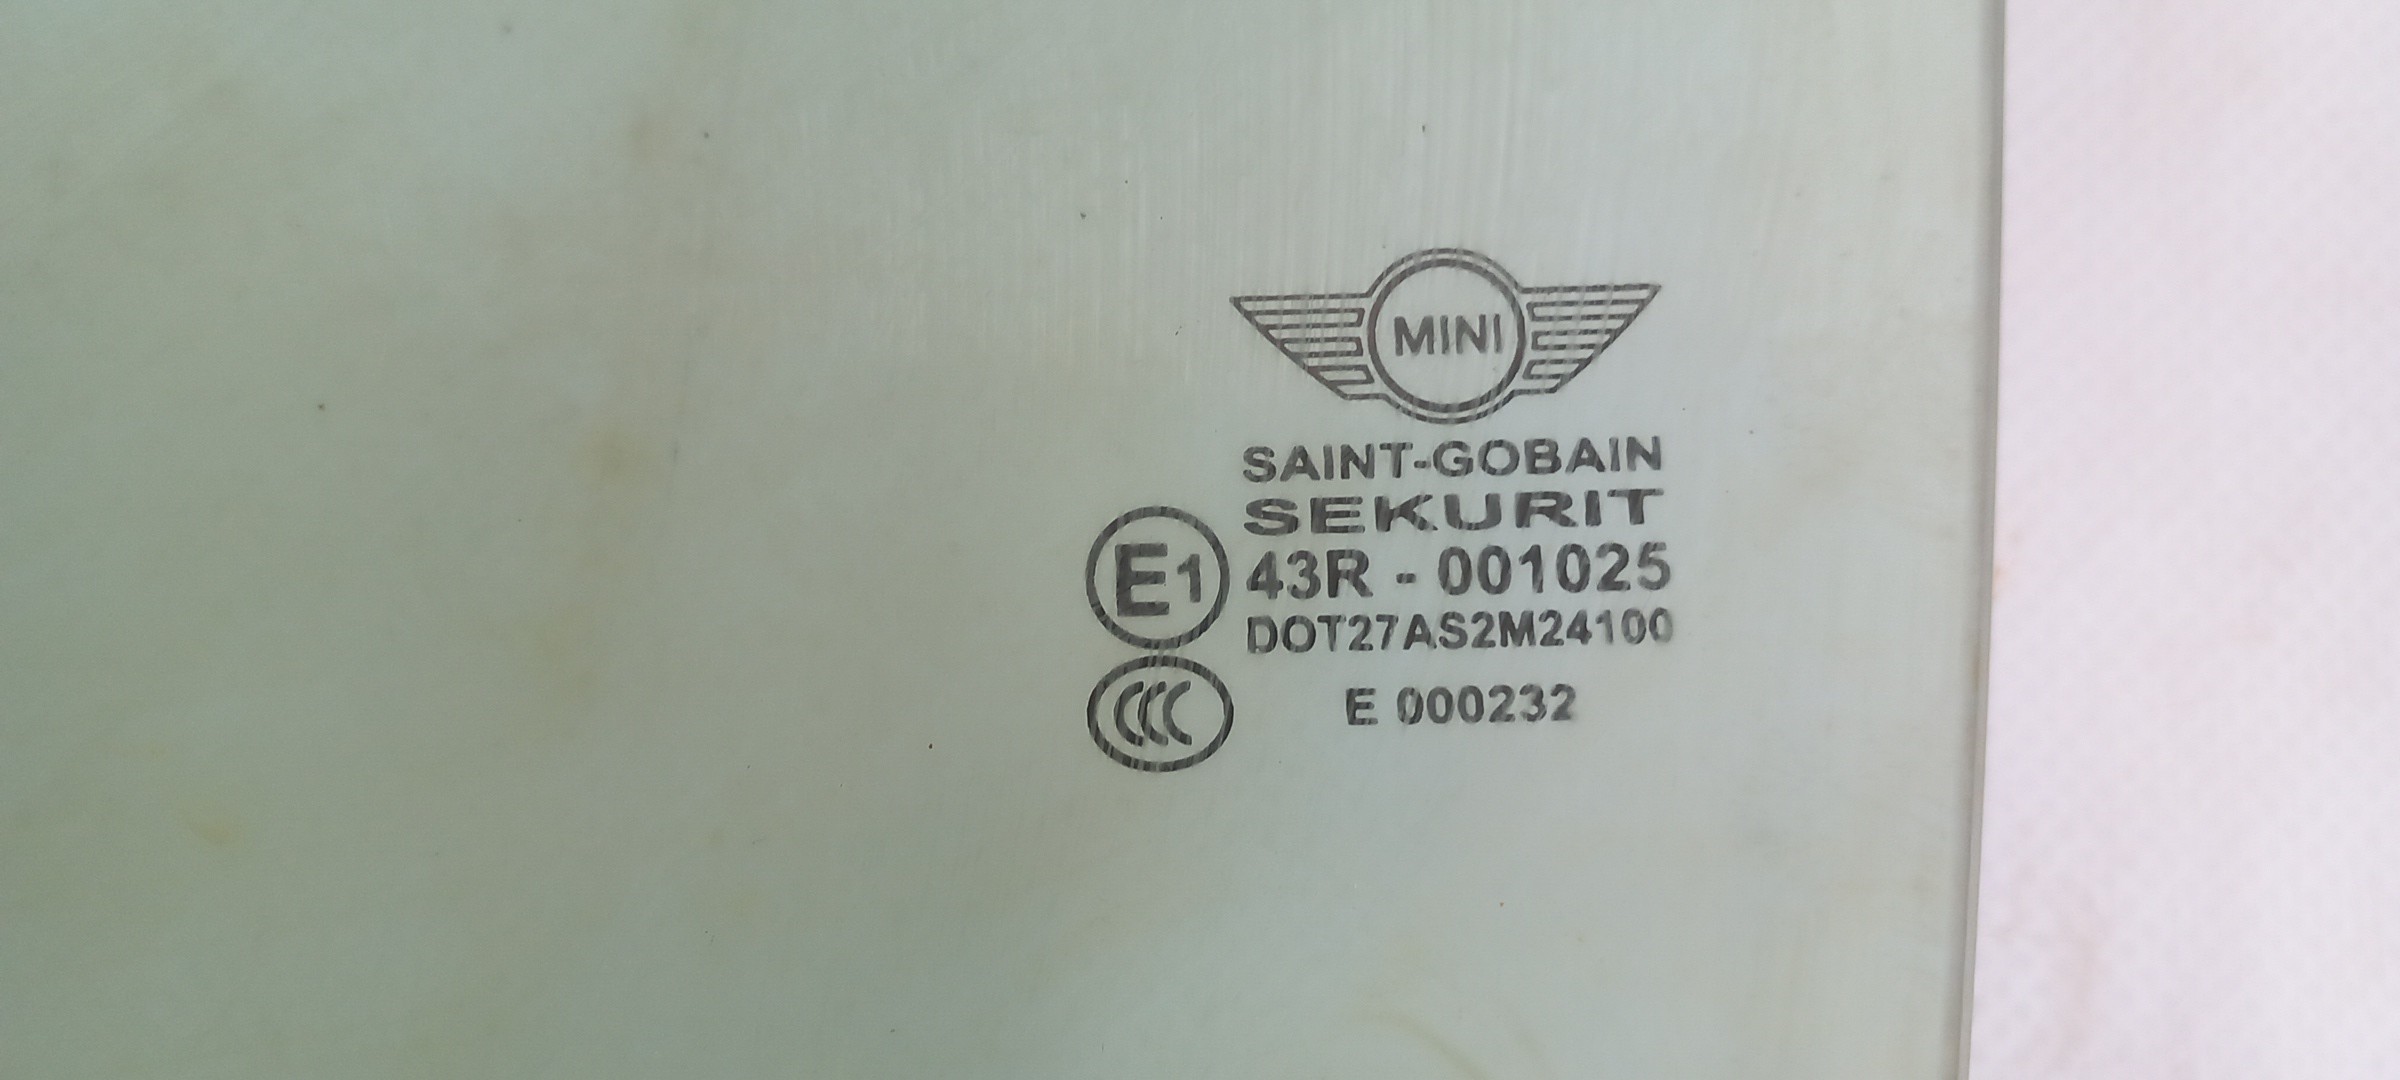 MINI
SAINT-GOBAIN
SEKURIT
E1 43R - 001025
DOT27AS2M24100
CCC E 000232